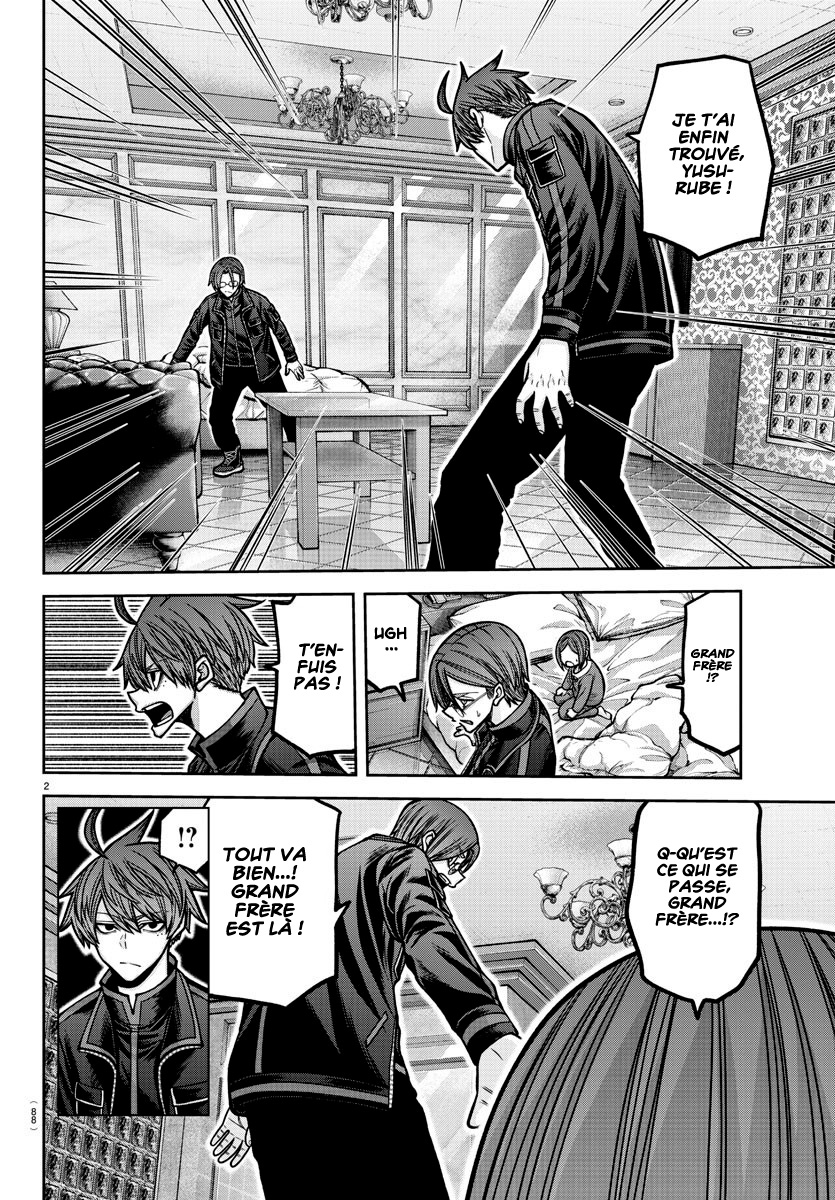 JE T'AI
ENFIN
TROUVÉ,
YUSU-
RUBE !
GRAND
FRÈRE
!?
UGH
...
T'EN-
FUIS
PAS !
2
Q-QU'EST
CE QUI SE
PASSE,
GRAND
FRÈRE...!?
TOUT VA
BIEN...!
GRAND
FRÈRE
EST LÀ !
!?
(88)